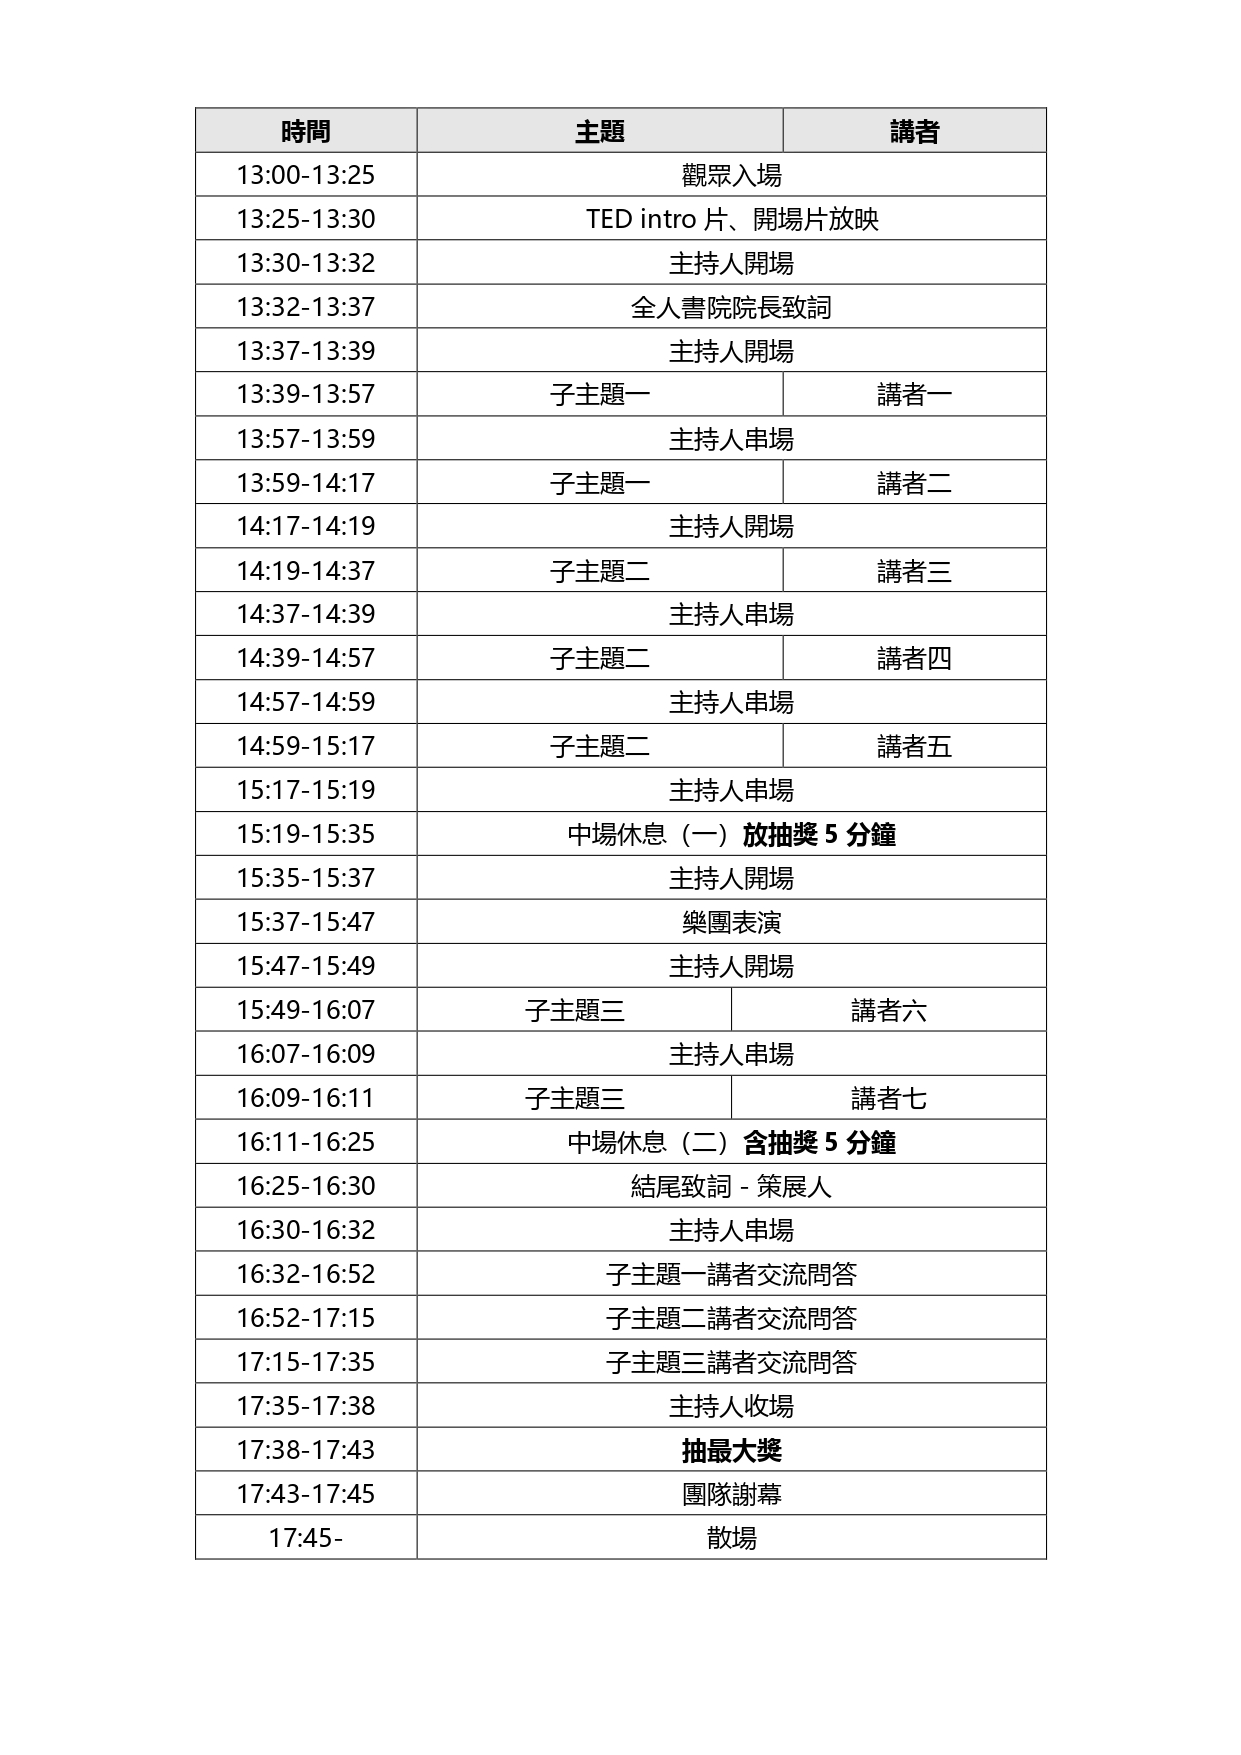 時間 主題 講者
13:00-13:25 觀眾入場
13:25-13:30 TED intro 片、開場片放映
13:30-13:32 主持人開場
13:32-13:37 全人書院院長致詞
13:37-13:39 主持人開場
13:39-13:57 子主題一 講者一
13:57-13:59 主持人串場
13:59-14:17 子主題一 講者二
14:17-14:19 主持人開場
14:19-14:37 子主題二 講者三
14:37-14:39 主持人串場
14:39-14:57 子主題二 講者四
14:57-14:59 主持人串場
14:59-15:17 子主題二 講者五
15:17-15:19 主持人串場
15:19-15:35 中場休息（一）放抽獎 5 分鐘
15:35-15:37 主持人開場
15:37-15:47 樂團表演
15:47-15:49 主持人開場
15:49-16:07 子主題三 講者六
16:07-16:09 主持人串場
16:09-16:11 子主題三 講者七
16:11-16:25 中場休息（二）含抽獎 5 分鐘
16:25-16:30 結尾致詞 - 策展人
16:30-16:32 主持人串場
16:32-16:52 子主題一講者交流問答
16:52-17:15 子主題二講者交流問答
17:15-17:35 子主題三講者交流問答
17:35-17:38 主持人收場
17:38-17:43 抽最大獎
17:43-17:45 團隊謝幕
17:45- 散場